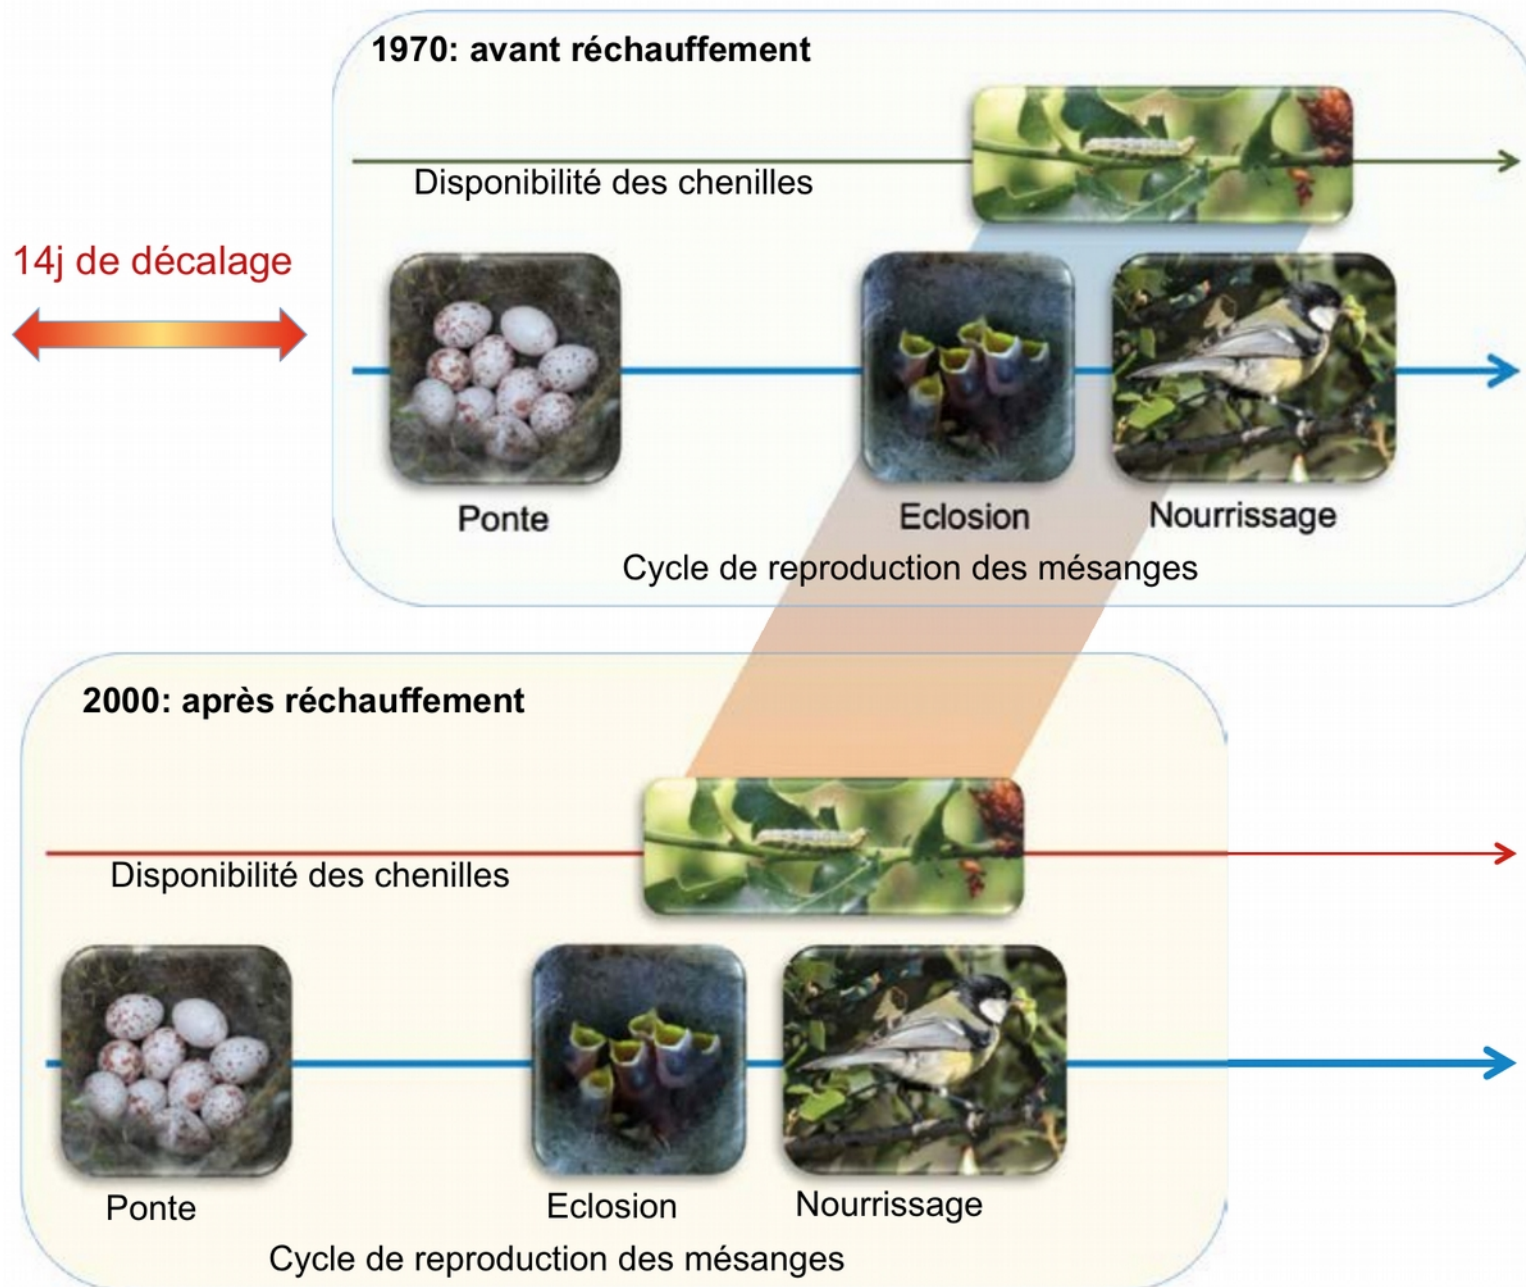 1970: avant réchauffement
Disponibilité des chenilles
14j de décalage
Ponte
Eclosion
Nourrissage
Cycle de reproduction des mésanges
2000: après réchauffement
Disponibilité des chenilles
Ponte
Eclosion
Nourrissage
Cycle de reproduction des mésanges